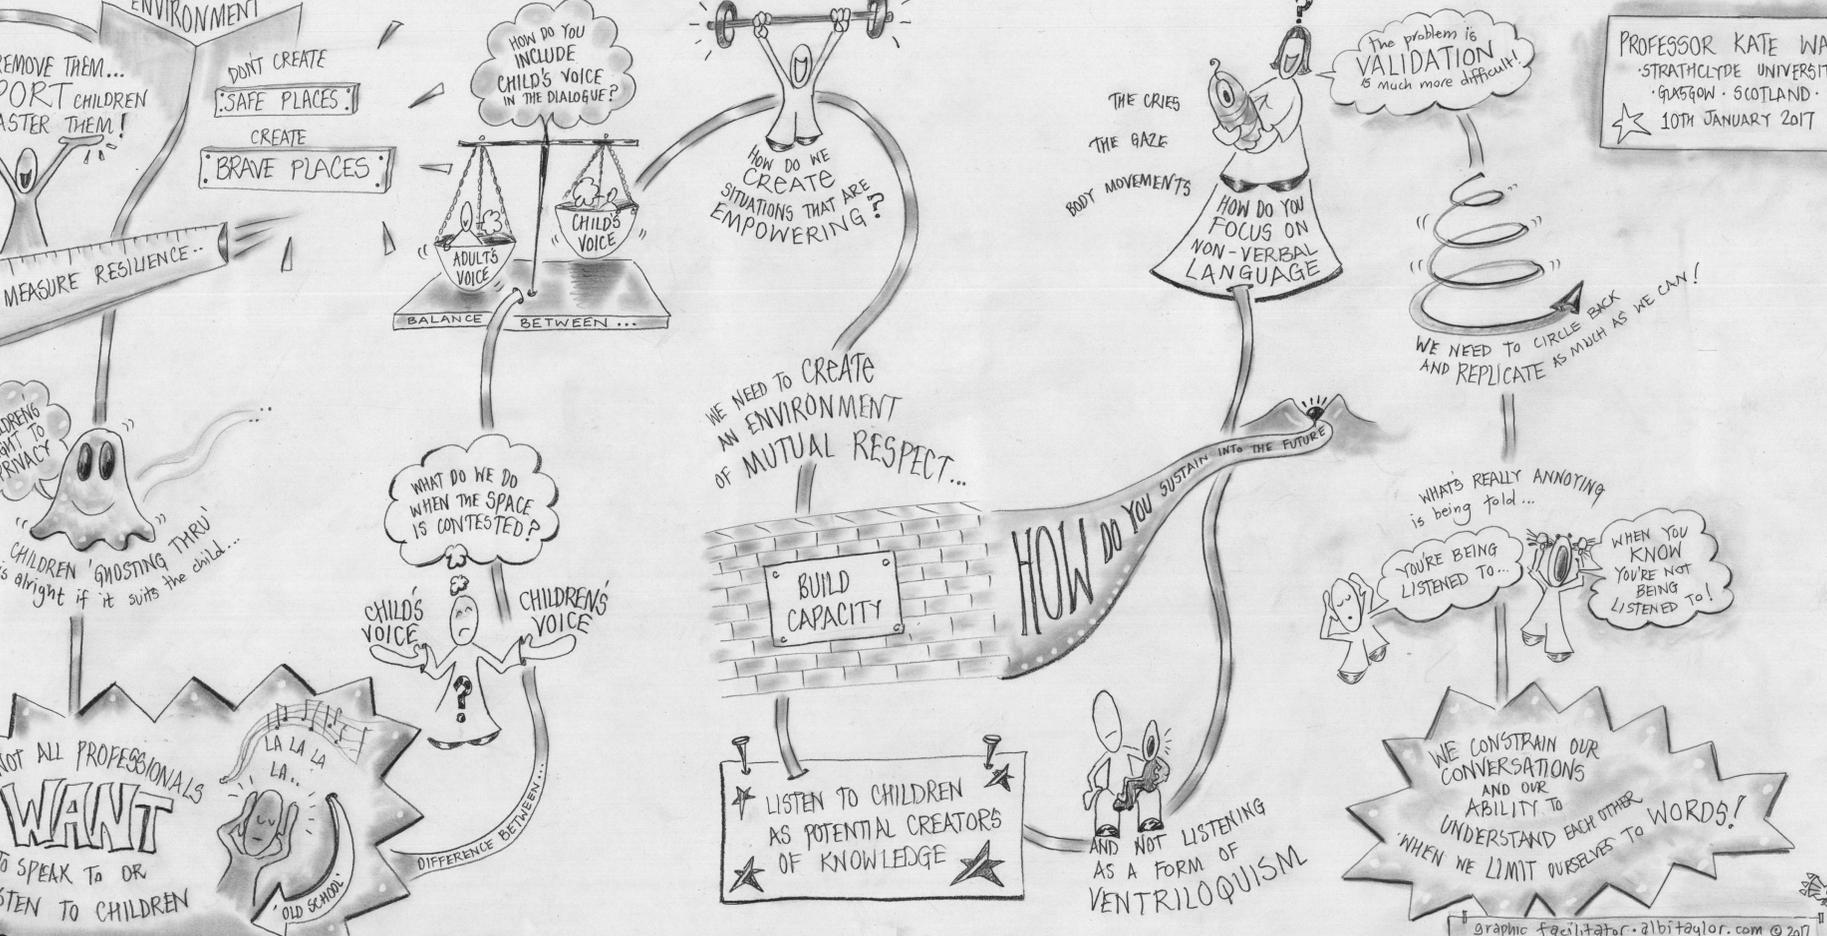 ENVIRONMENT
REMOVE THEM...
CHILDREN
THEM!
DON'T CREATE
SAFE PLACES
CREATE
BRAVE PLACES
MEASURE RESILIENCE..
PRIVACY
CHILDREN 'GHOSTING THRU'
is alright if it suits the child...
NOT ALL PROFESSIONALS
WANT
TO SPEAK To OR
TO CHILDREN
LA LA LA
LA..
'OLD SCHOOL'
HOW DO YOU
INCLUDE
CHILD'S VOICE
IN THE DIALOGUE?
ADULT'S
VOICE
CHILD'S
VOICE
BALANCE BETWEEN...
WHAT DO WE DO
WHEN THE SPACE
IS CONTESTED?
CHILD'S
VOICE
CHILDREN'S
VOICE
?
DIFFERENCE BETWEEN...
HOW DO WE
CREATE
SITUATIONS THAT ARE
EMPOWERING?
WE NEED TO CREATE
AN ENVIRONMENT
OF MUTUAL RESPECT...
BUILD
CAPACITY
HOW DO YOU SUSTAIN INTO THE FUTURE
LISTEN TO CHILDREN
AS POTENTIAL CREATORS
OF KNOWLEDGE
AND NOT LISTENING
AS A FORM OF
VENTRILOQUISM
THE CRIES
THE GAZE
BODY MOVEMENTS
?
HOW DO YOU
FOCUS ON
NON-VERBAL
LANGUAGE
the problem is
VALIDATION
is much more difficult!
WE NEED TO CIRCLE BACK
AND REPLICATE AS MUCH AS WE CAN!
WHAT'S REALLY ANNOYING
is being told...
YOU'RE BEING
LISTENED TO...
WHEN YOU
KNOW
YOU'RE NOT
BEING
LISTENED TO!
WE CONSTRAIN OUR
CONVERSATIONS
AND OUR
ABILITY TO
UNDERSTAND EACH OTHER
WHEN WE LIMIT OURSELVES TO WORDS!
PROFESSOR KATE
·STRATHCLYDE
·GLASGOW · SCOTLAND·
10TH JANUARY 2017
graphic facilitator · albitaylor.com © 2017